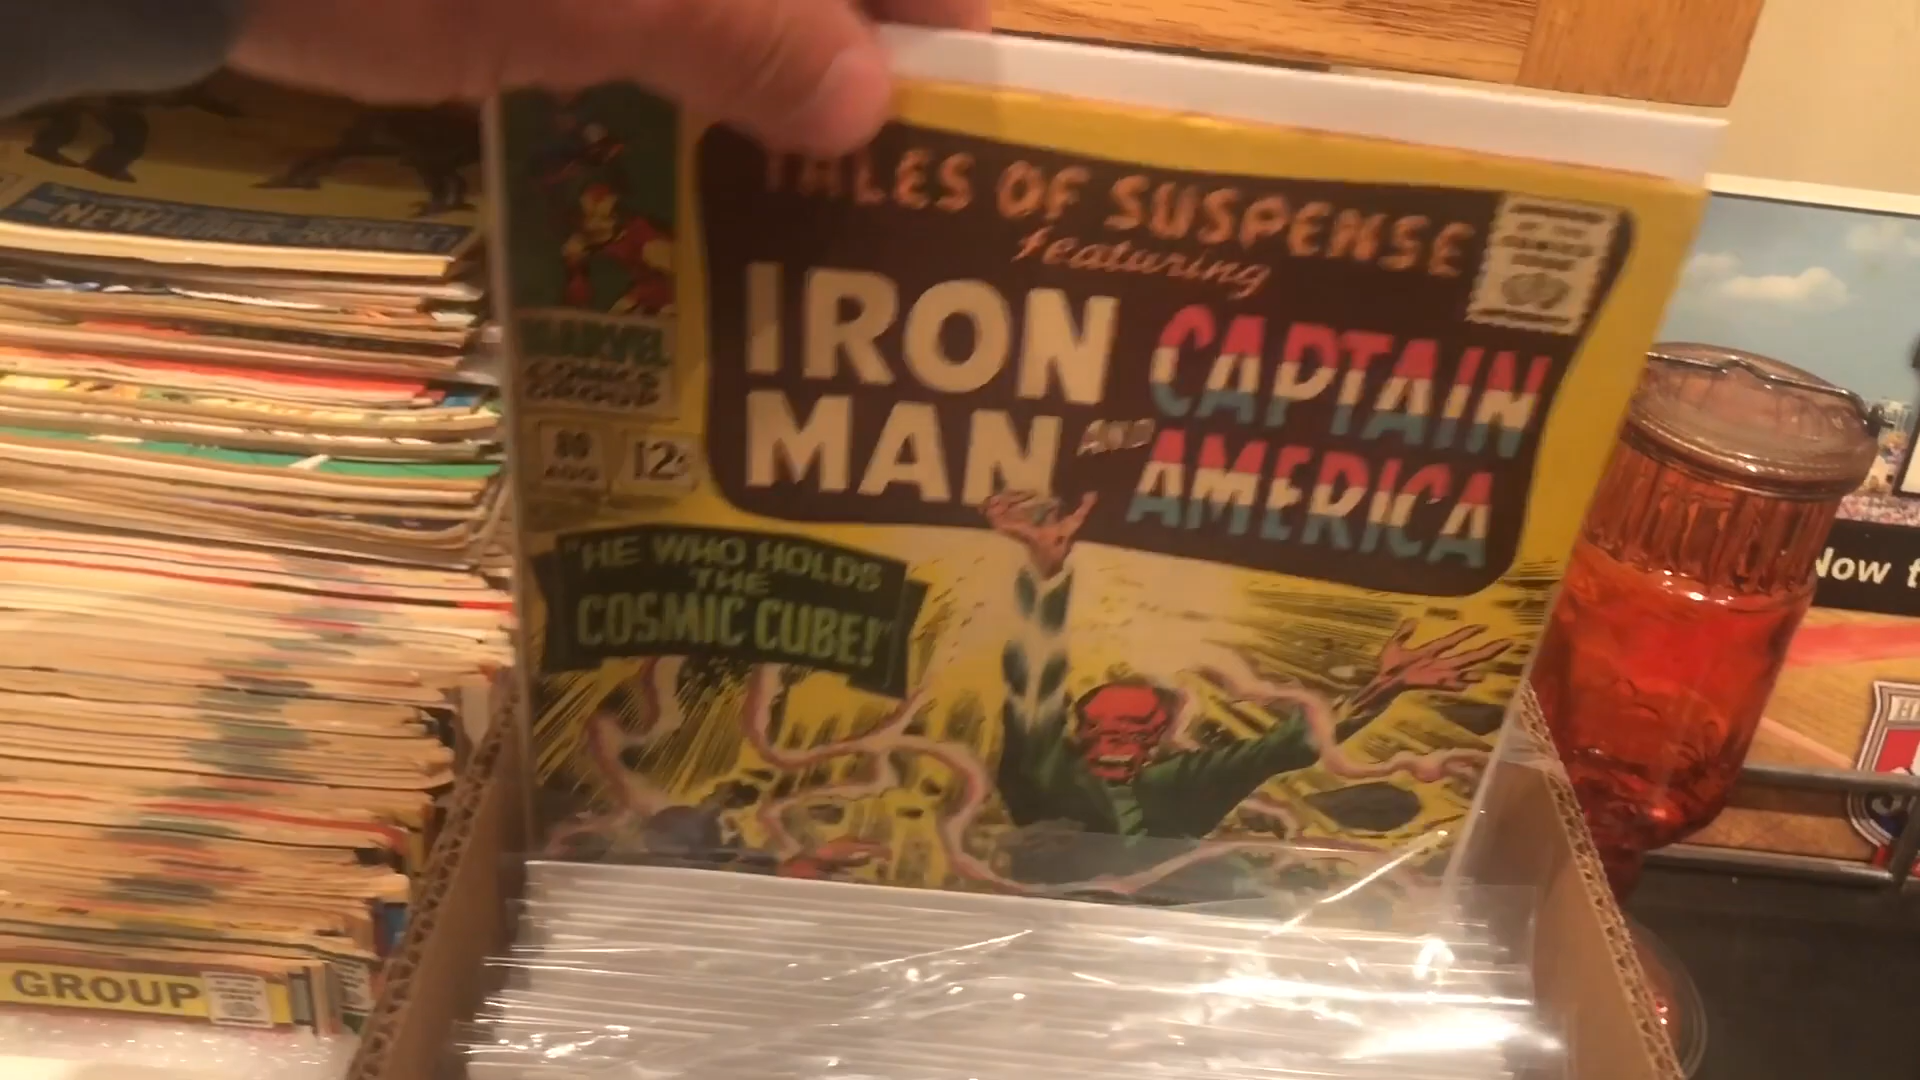 TALES OF SUSPENSE
featuring
IRON MAN AND CAPTAIN AMERICA
MARVEL
COMICS
GROUP
80
AUG
12¢
"HE WHO HOLDS
THE
COSMIC CUBE!"
NEW
GROUP
Now t